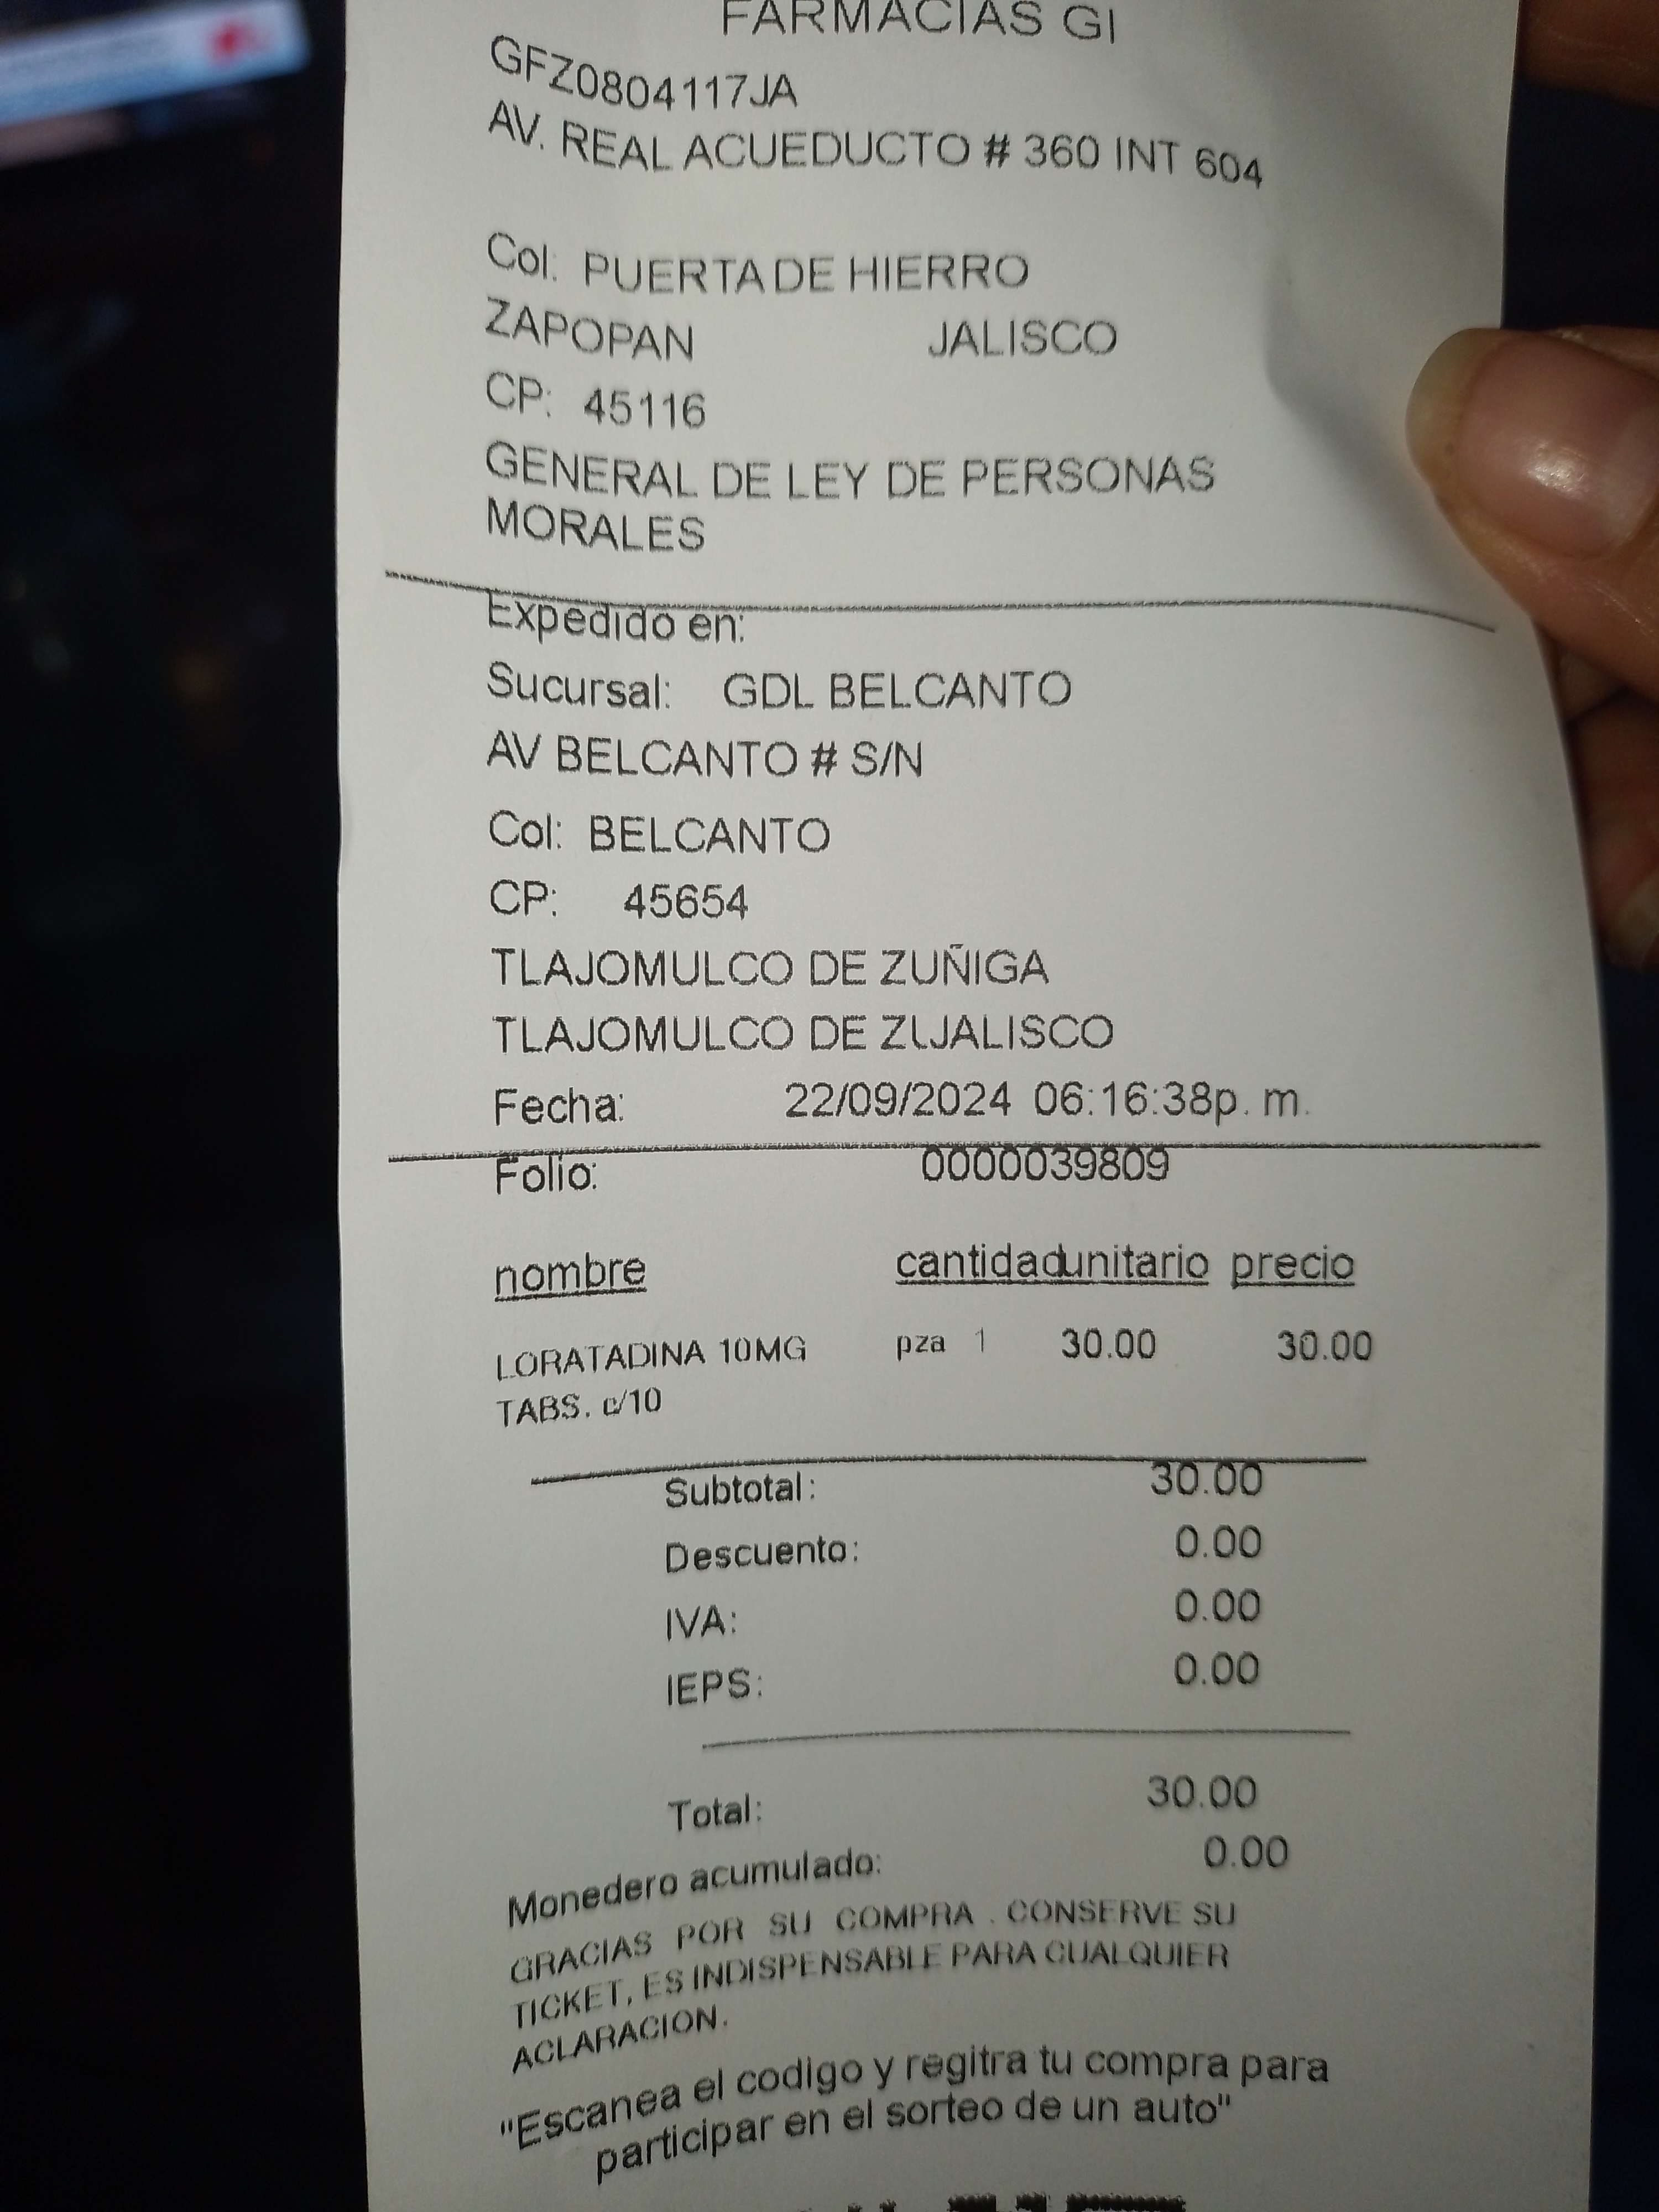 FARMACIAS GI
GFZ0804117JA
AV. REAL ACUEDUCTO # 360 INT 604
Col: PUERTA DE HIERRO
ZAPOPAN JALISCO
CP: 45116
GENERAL DE LEY DE PERSONAS
MORALES
Expedido en:
Sucursal: GDL BELCANTO
AV BELCANTO # S/N
Col: BELCANTO
CP: 45654
TLAJOMULCO DE ZUÑIGA
TLAJOMULCO DE ZUJALISCO
Fecha: 22/09/2024 06:16:38p. m.
Folio: 0000039809
nombre cantidad unitario precio
LORATADINA 10MG pza 1 30.00 30.00
TABS. c/10
Subtotal: 30.00
Descuento: 0.00
IVA: 0.00
IEPS: 0.00
Total: 30.00
Monedero acumulado: 0.00
GRACIAS POR SU COMPRA . CONSERVE SU
TICKET, ES INDISPENSABLE PARA CUALQUIER
ACLARACION.
"Escanea el codigo y regitra tu compra para
participar en el sorteo de un auto"